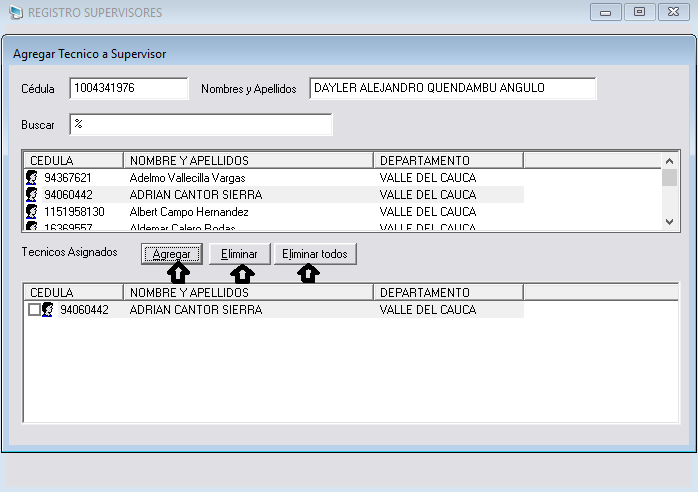 REGISTRO SUPERVISORES
Agregar Tecnico a Supervisor
Cédula 1004341976 Nombres y Apellidos DAYLER ALEJANDRO QUENDAMBU ANGULO
Buscar %
CEDULA NOMBRE Y APELLIDOS DEPARTAMENTO
94367621 Adelmo Vallecilla Vargas VALLE DEL CAUCA
94060442 ADRIAN CANTOR SIERRA VALLE DEL CAUCA
1151958130 Albert Campo Hernandez VALLE DEL CAUCA
16369557 Aldemar Calero Rodas VALLE DEL CAUCA
Tecnicos Asignados Agregar Eliminar Eliminar todos
CEDULA NOMBRE Y APELLIDOS DEPARTAMENTO
94060442 ADRIAN CANTOR SIERRA VALLE DEL CAUCA